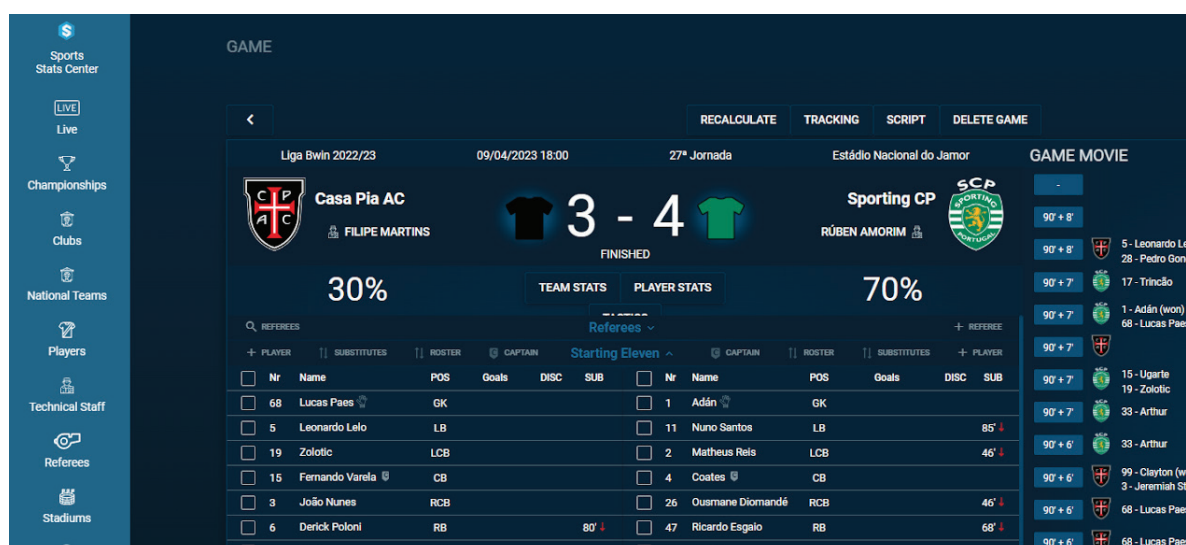 Sports
Stats Center
LIVE
Live
Championships
Clubs
National Teams
Players
Technical Staff
Referees
Stadiums
GAME
RECALCULATE TRACKING SCRIPT DELETE GAME
Liga Bwin 2022/23 09/04/2023 18:00 27ª Jornada Estádio Nacional do Jamor
C P A C
Casa Pia AC
FILIPE MARTINS
3 - 4
FINISHED
Sporting CP
RÚBEN AMORIM
SCP
SPORTING
PORTUGAL
30% TEAM STATS PLAYER STATS 70%
REFEREES Referees + REFEREE
+ PLAYER SUBSTITUTES ROSTER CAPTAIN Starting Eleven CAPTAIN ROSTER SUBSTITUTES + PLAYER
Nr Name POS Goals DISC SUB Nr Name POS Goals DISC SUB
68 Lucas Paes GK 1 Adán GK
5 Leonardo Lelo LB 11 Nuno Santos LB 85'
19 Zolotic LCB 2 Matheus Reis LCB 46'
15 Fernando Varela CB 4 Coates CB
3 João Nunes RCB 26 Ousmane Diomandé RCB 46'
6 Derick Poloni RB 80' 47 Ricardo Esgaio RB 68'
GAME MOVIE
-
90' + 8'
90' + 8' 5 - Leonardo
28 - Pedro
90' + 7' 17 - Trincão
90' + 7' 1 - Adán (won)
68 - Lucas
90' + 7'
90' + 7' 15 - Ugarte
19 - Zolotic
90' + 7' 33 - Arthur
90' + 6' 33 - Arthur
90' + 6' 99 - Clayton
3 - Jeremiah
90' + 6' 68 - Lucas
90' + 6' 68 - Lucas